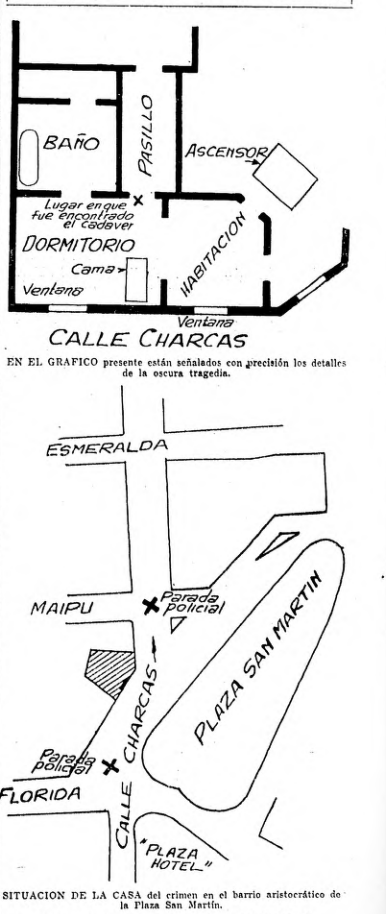 BAÑO
PASILLO
ASCENSOR
Lugar en que
fue encontrado
el cadaver
DORMITORIO
Cama
HABITACION
Ventana
Ventana
CALLE CHARCAS
EN EL GRAFICO presente están señalados con precisión los detalles
de la oscura tragedia.
ESMERALDA
MAIPU
Parada
policial
PLAZA SAN MARTIN
CALLE CHARCAS
Parada
policial
FLORIDA
"PLAZA
HOTEL"
SITUACION DE LA CASA del crimen en el barrio aristocrático de
la Plaza San Martín.